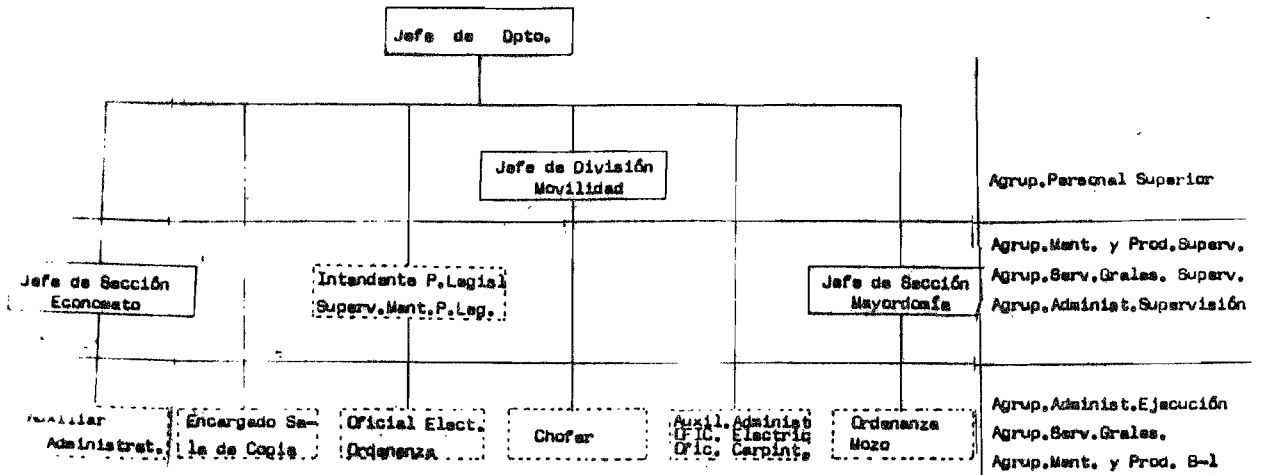 Jefe de Dpto.
Jefe de División
Movilidad
Agrup.Personal Superior
Jefe de Sección
Economato
Intendente P.Legisl
Superv.Mant.P.Leg.
Jefe de Sección
Mayordomía
Agrup.Mant. y Prod.Superv.
Agrup.Serv.Grales. Superv.
Agrup.Administ.Supervisión
Auxiliar
Administrat.
Encargado Sa-
la de Copia
Oficial Elect.
Ordenanza
Chofer
Auxil.Administ
OFIC. Electric
Ofic. Carpint.
Ordenanza
Mozo
Agrup.Administ.Ejecución
Agrup.Serv.Grales.
Agrup.Mant. y Prod. B-1